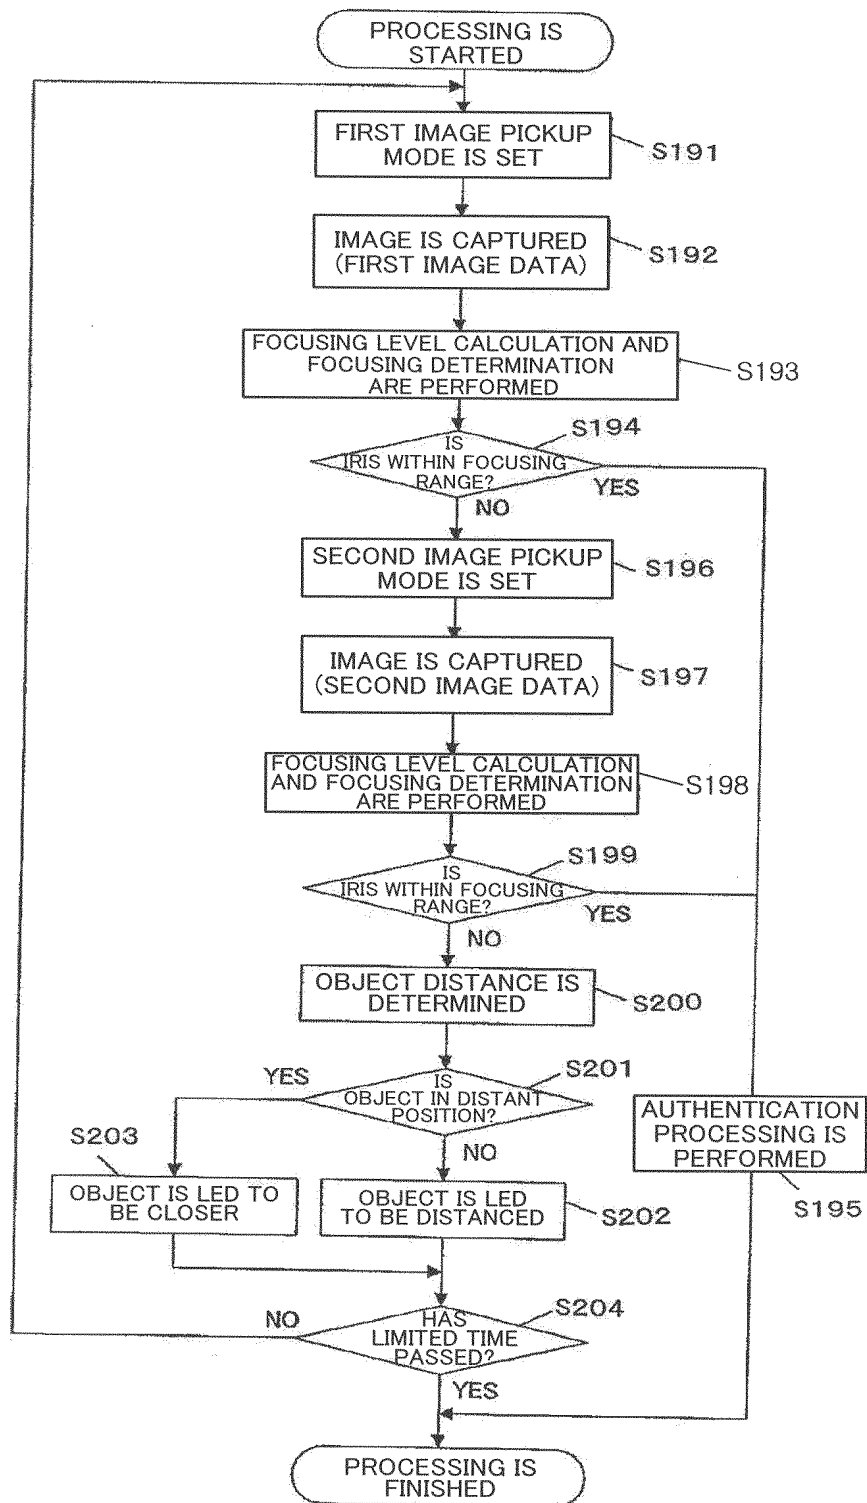 PROCESSING IS
STARTED
FIRST IMAGE PICKUP
MODE IS SET
S191
IMAGE IS CAPTURED
(FIRST IMAGE DATA)
S192
FOCUSING LEVEL CALCULATION AND
FOCUSING DETERMINATION
ARE PERFORMED
S193
S194
IS
IRIS WITHIN FOCUSING
RANGE?
YES
NO
SECOND IMAGE PICKUP
MODE IS SET
S196
IMAGE IS CAPTURED
(SECOND IMAGE DATA)
S197
FOCUSING LEVEL CALCULATION
AND FOCUSING DETERMINATION
ARE PERFORMED
S198
S199
IS
IRIS WITHIN FOCUSING
RANGE?
YES
NO
OBJECT DISTANCE IS
DETERMINED
S200
S201
YES
IS
OBJECT IN DISTANT
POSITION?
NO
AUTHENTICATION
PROCESSING IS
PERFORMED
S195
S203
OBJECT IS LED TO
BE CLOSER
OBJECT IS LED
TO BE DISTANCED
S202
S204
NO
HAS
LIMITED TIME
PASSED?
YES
PROCESSING IS
FINISHED